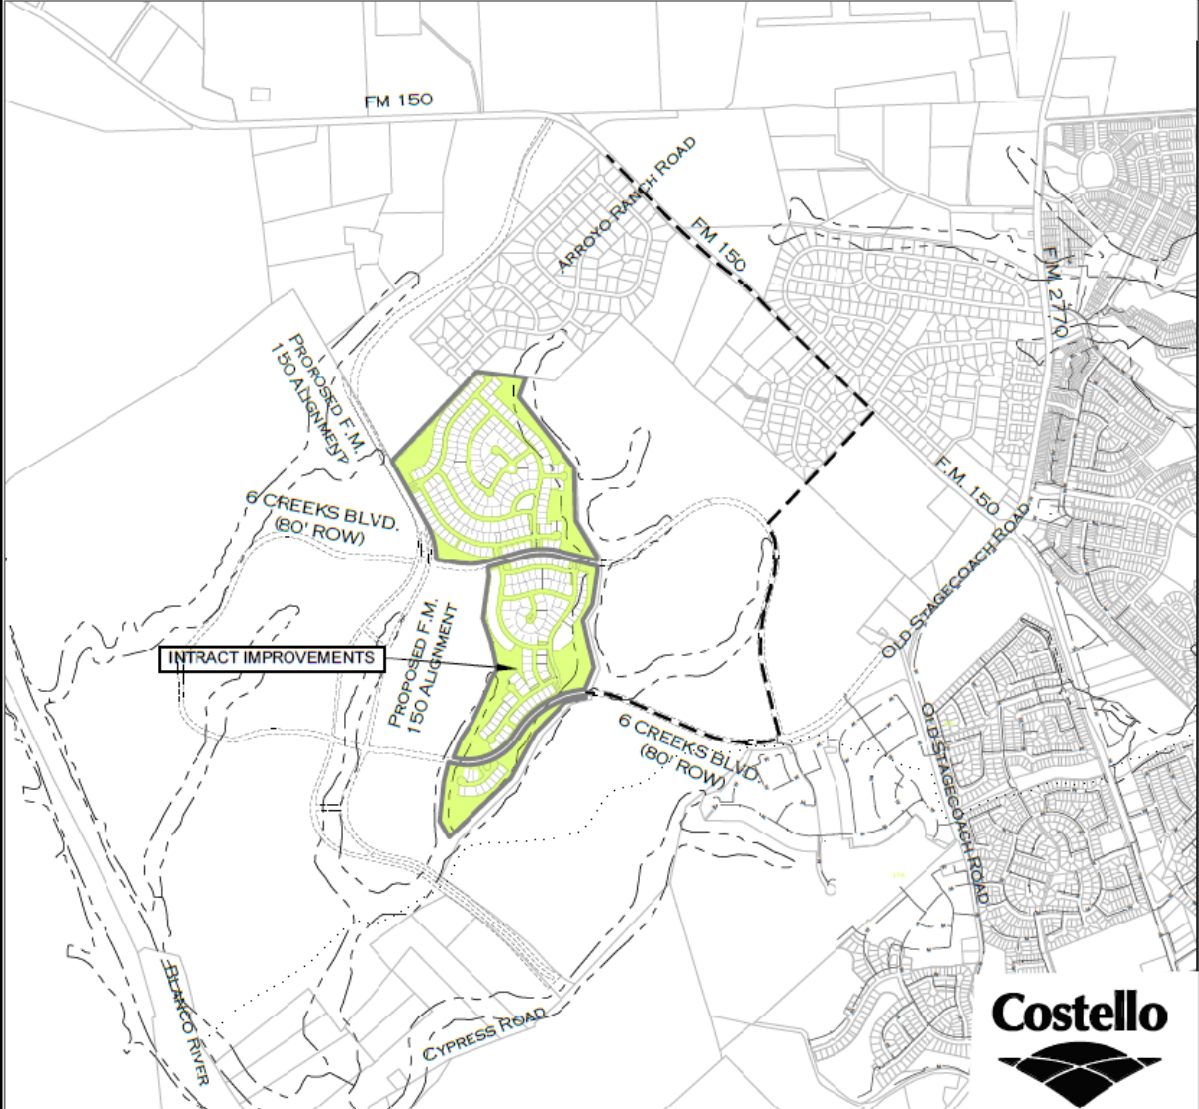 FM 150
ARROYO RANCH ROAD
FM 150
F.M. 2770
PROROSED F.M.
150 ALIGNMENT
F.M. 150
6 CREEKS BLVD.
(80' ROW)
OLD STAGECOACH ROAD
PROPOSED F.M.
150 ALIGNMENT
INTRACT IMPROVEMENTS
6 CREEKS BLVD.
(80' ROW)
OLD STAGECOACH ROAD
BLANCO RIVER
CYPRESS ROAD
Costello